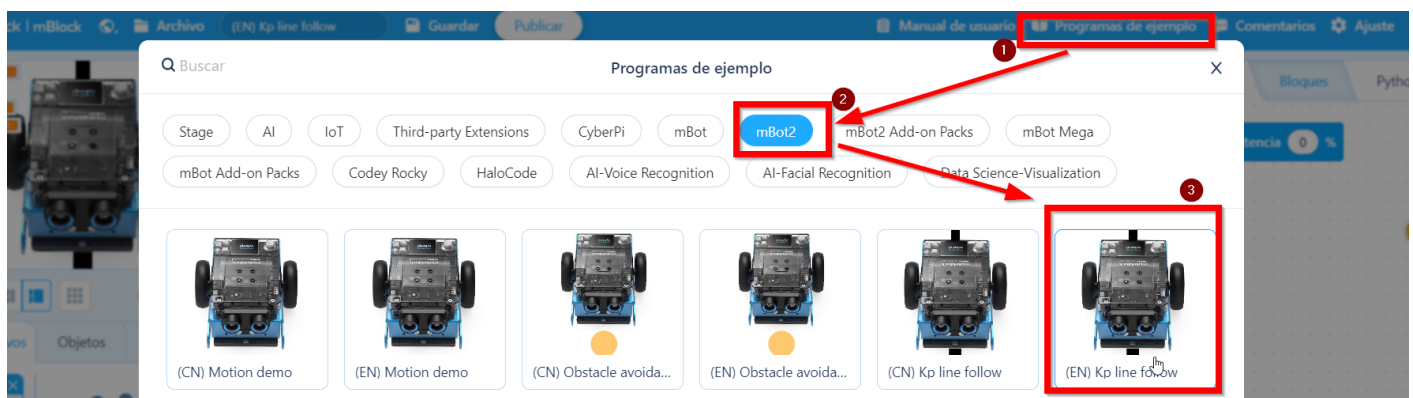 ck | mBlock Archivo (EN) Kp line follow Guardar Publicar Manual de usuario Programas de ejemplo Comentarios Ajuste
1
Buscar Programas de ejemplo X
Bloques Pytho
2
Stage AI IoT Third-party Extensions CyberPi mBot mBot2 mBot2 Add-on Packs mBot Mega
tencia 0 %
mBot Add-on Packs Codey Rocky HaloCode AI-Voice Recognition AI-Facial Recognition Data Science-Visualization
3
vos Objetos
(CN) Motion demo (EN) Motion demo (CN) Obstacle avoida... (EN) Obstacle avoida... (CN) Kp line follow (EN) Kp line follow